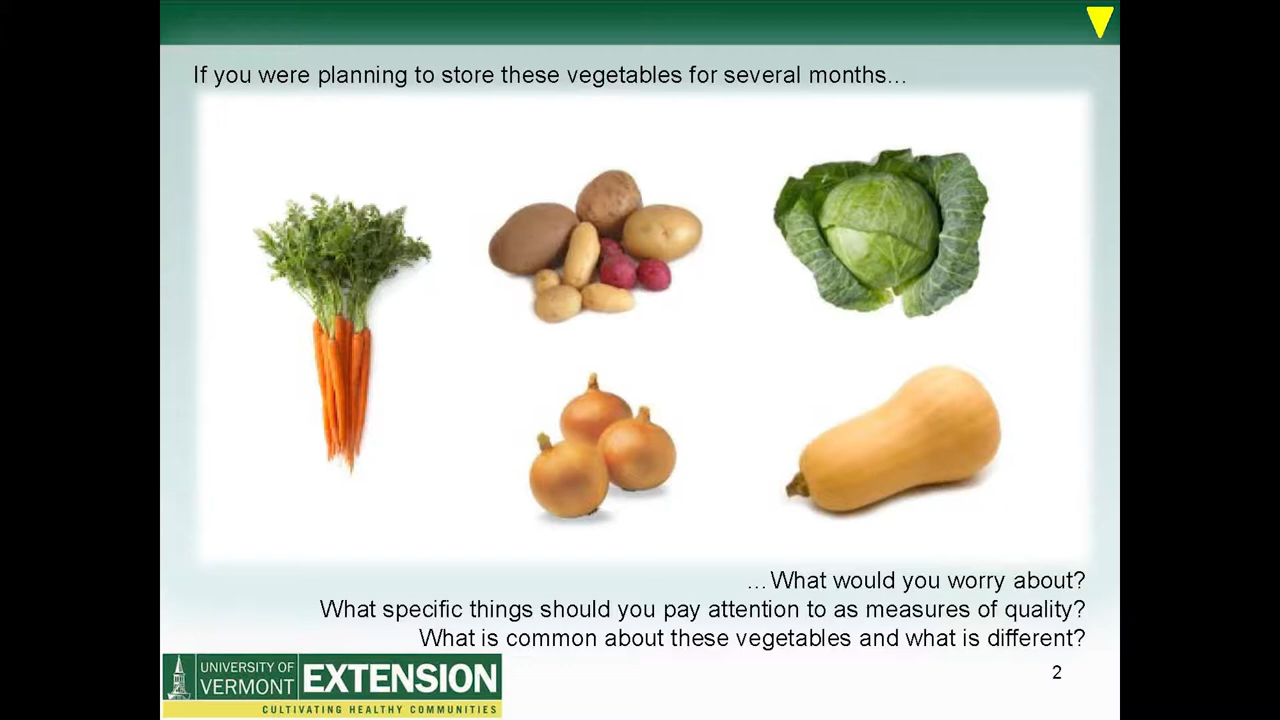 If you were planning to store these vegetables for several months...
...What would you worry about?
What specific things should you pay attention to as measures of quality?
What is common about these vegetables and what is different?
UNIVERSITY OF
VERMONT
EXTENSION
CULTIVATING HEALTHY COMMUNITIES
2